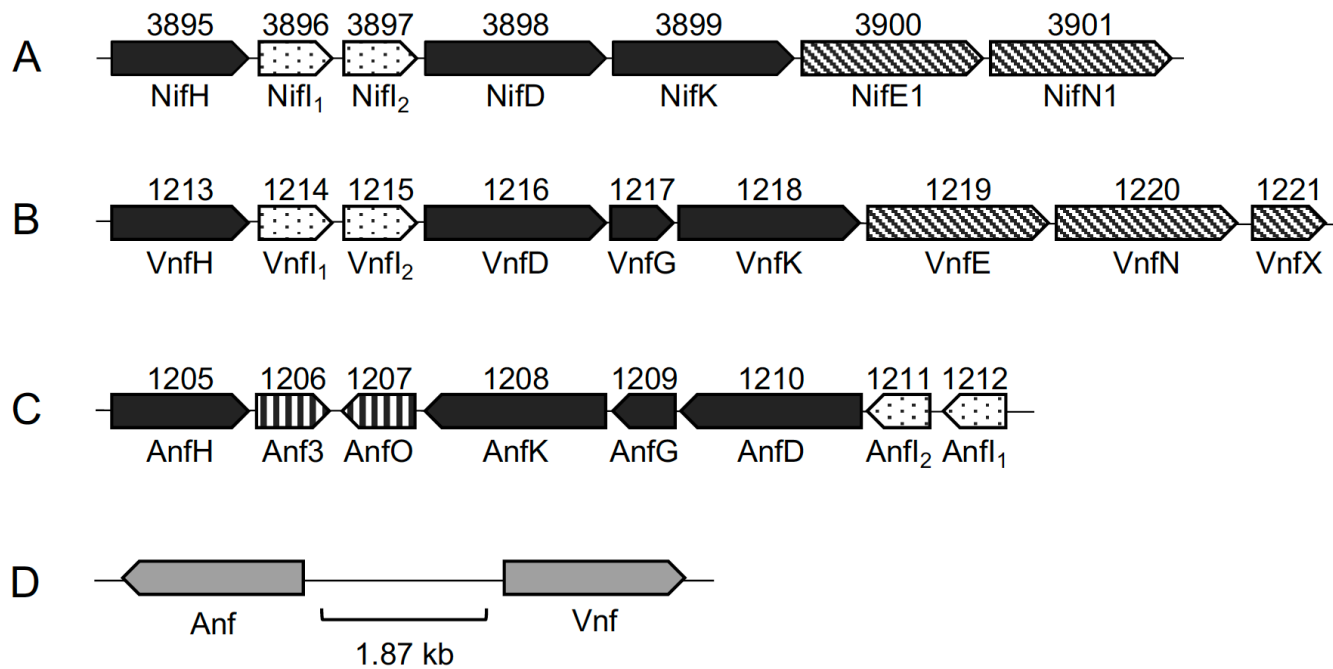 3895 3896 3897 3898 3899 3900 3901
A
NifH NifI₁ NifI₂ NifD NifK NifE1 NifN1
1213 1214 1215 1216 1217 1218 1219 1220 1221
B
VnfH VnfI₁ VnfI₂ VnfD VnfG VnfK VnfE VnfN VnfX
1205 1206 1207 1208 1209 1210 1211 1212
C
AnfH Anf3 AnfO AnfK AnfG AnfD AnfI₂ AnfI₁
D
Anf Vnf
1.87 kb